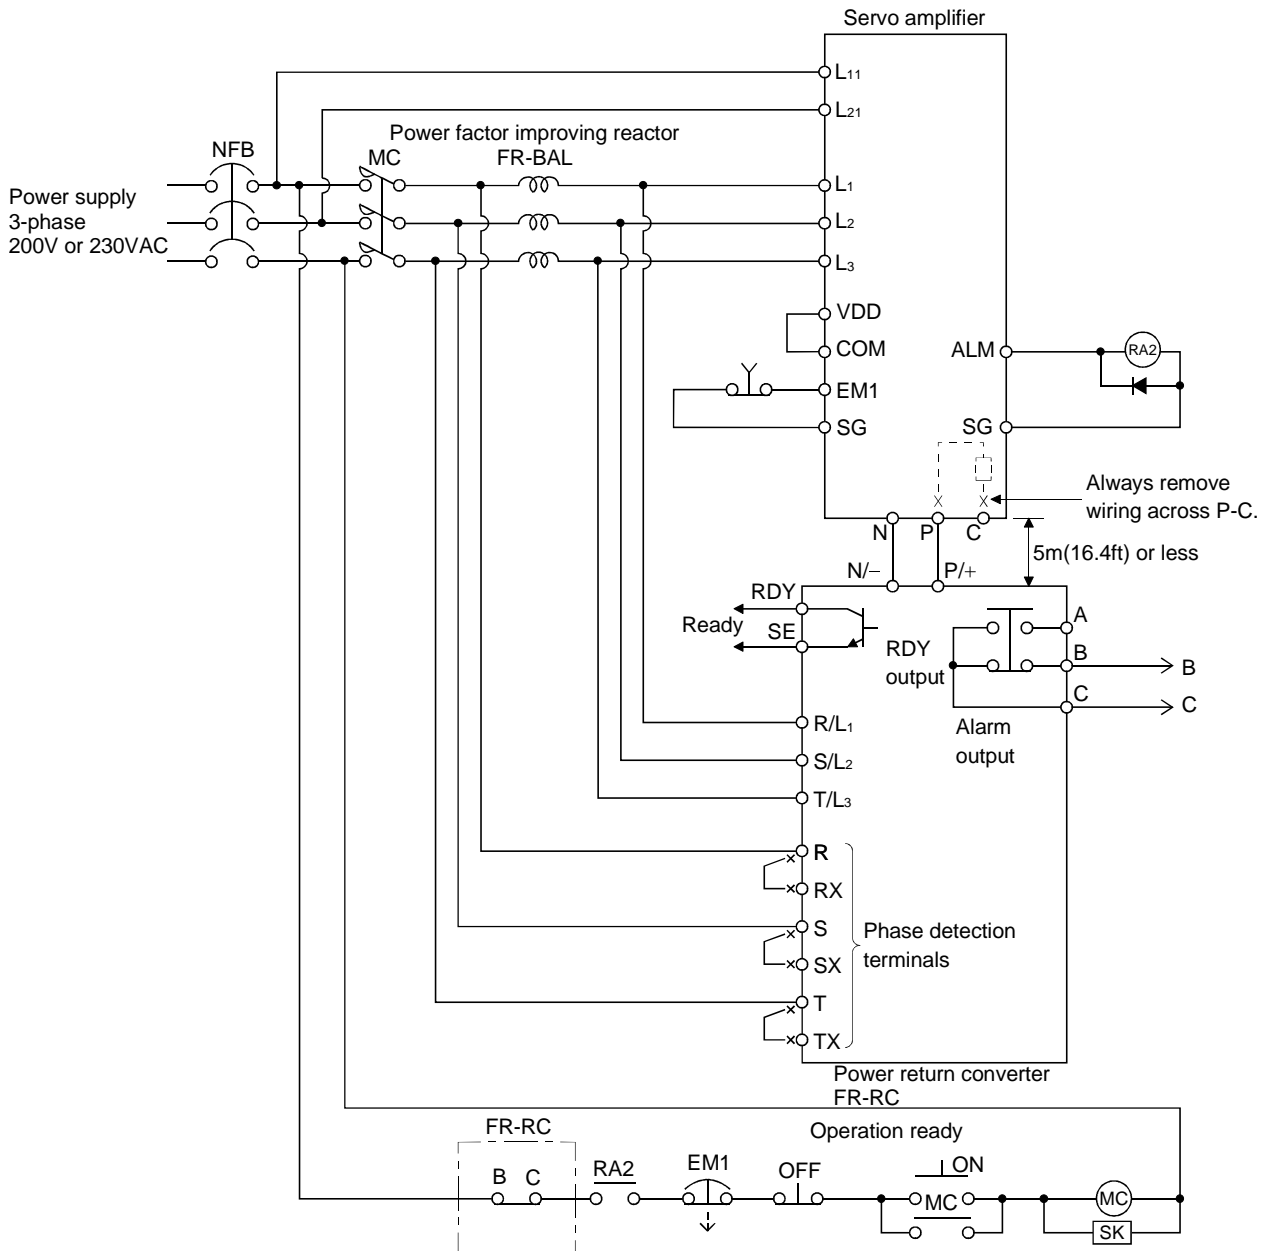 Servo amplifier
L11
L21
Power factor improving reactor
NFB
MC
FR-BAL
Power supply
3-phase
200V or 230VAC
L1
L2
L3
VDD
COM
ALM
RA2
EM1
SG
SG
Always remove
wiring across P-C.
N
P
C
5m(16.4ft) or less
N/−
P/+
RDY
Ready
SE
RDY
output
A
B
B
C
C
Alarm
output
R/L1
S/L2
T/L3
R
RX
S
Phase detection
terminals
SX
T
TX
Power return converter
FR-RC
FR-RC
Operation ready
B C
RA2
EM1
OFF
ON
MC
MC
SK